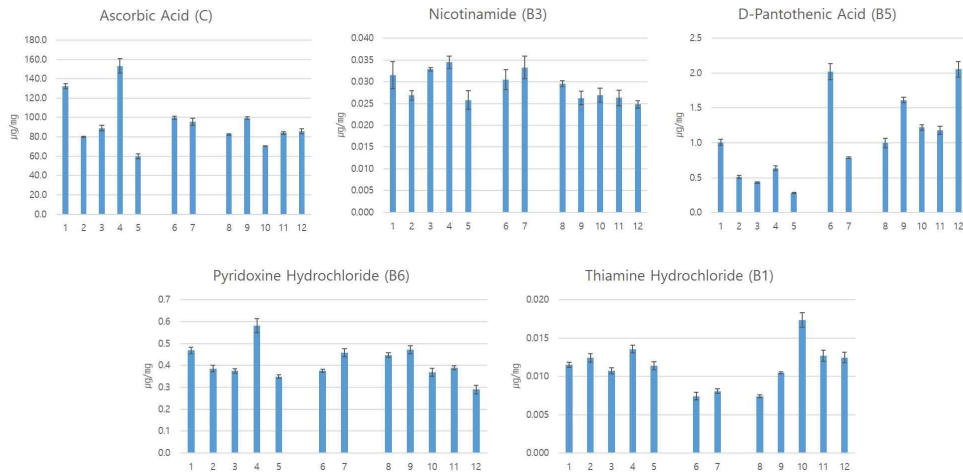 Ascorbic Acid (C)
180.0
160.0
140.0
120.0
100.0
80.0
60.0
40.0
20.0
0.0
µg/mg
1 2 3 4 5 6 7 8 9 10 11 12
Nicotinamide (B3)
0.040
0.035
0.030
0.025
0.020
0.015
0.010
0.005
0.000
µg/mg
1 2 3 4 5 6 7 8 9 10 11 12
D-Pantothenic Acid (B5)
2.5
2.0
1.5
1.0
0.5
0.0
µg/mg
1 2 3 4 5 6 7 8 9 10 11 12
Pyridoxine Hydrochloride (B6)
0.7
0.6
0.5
0.4
0.3
0.2
0.1
0.0
µg/mg
1 2 3 4 5 6 7 8 9 10 11 12
Thiamine Hydrochloride (B1)
0.020
0.015
0.010
0.005
0.000
µg/mg
1 2 3 4 5 6 7 8 9 10 11 12